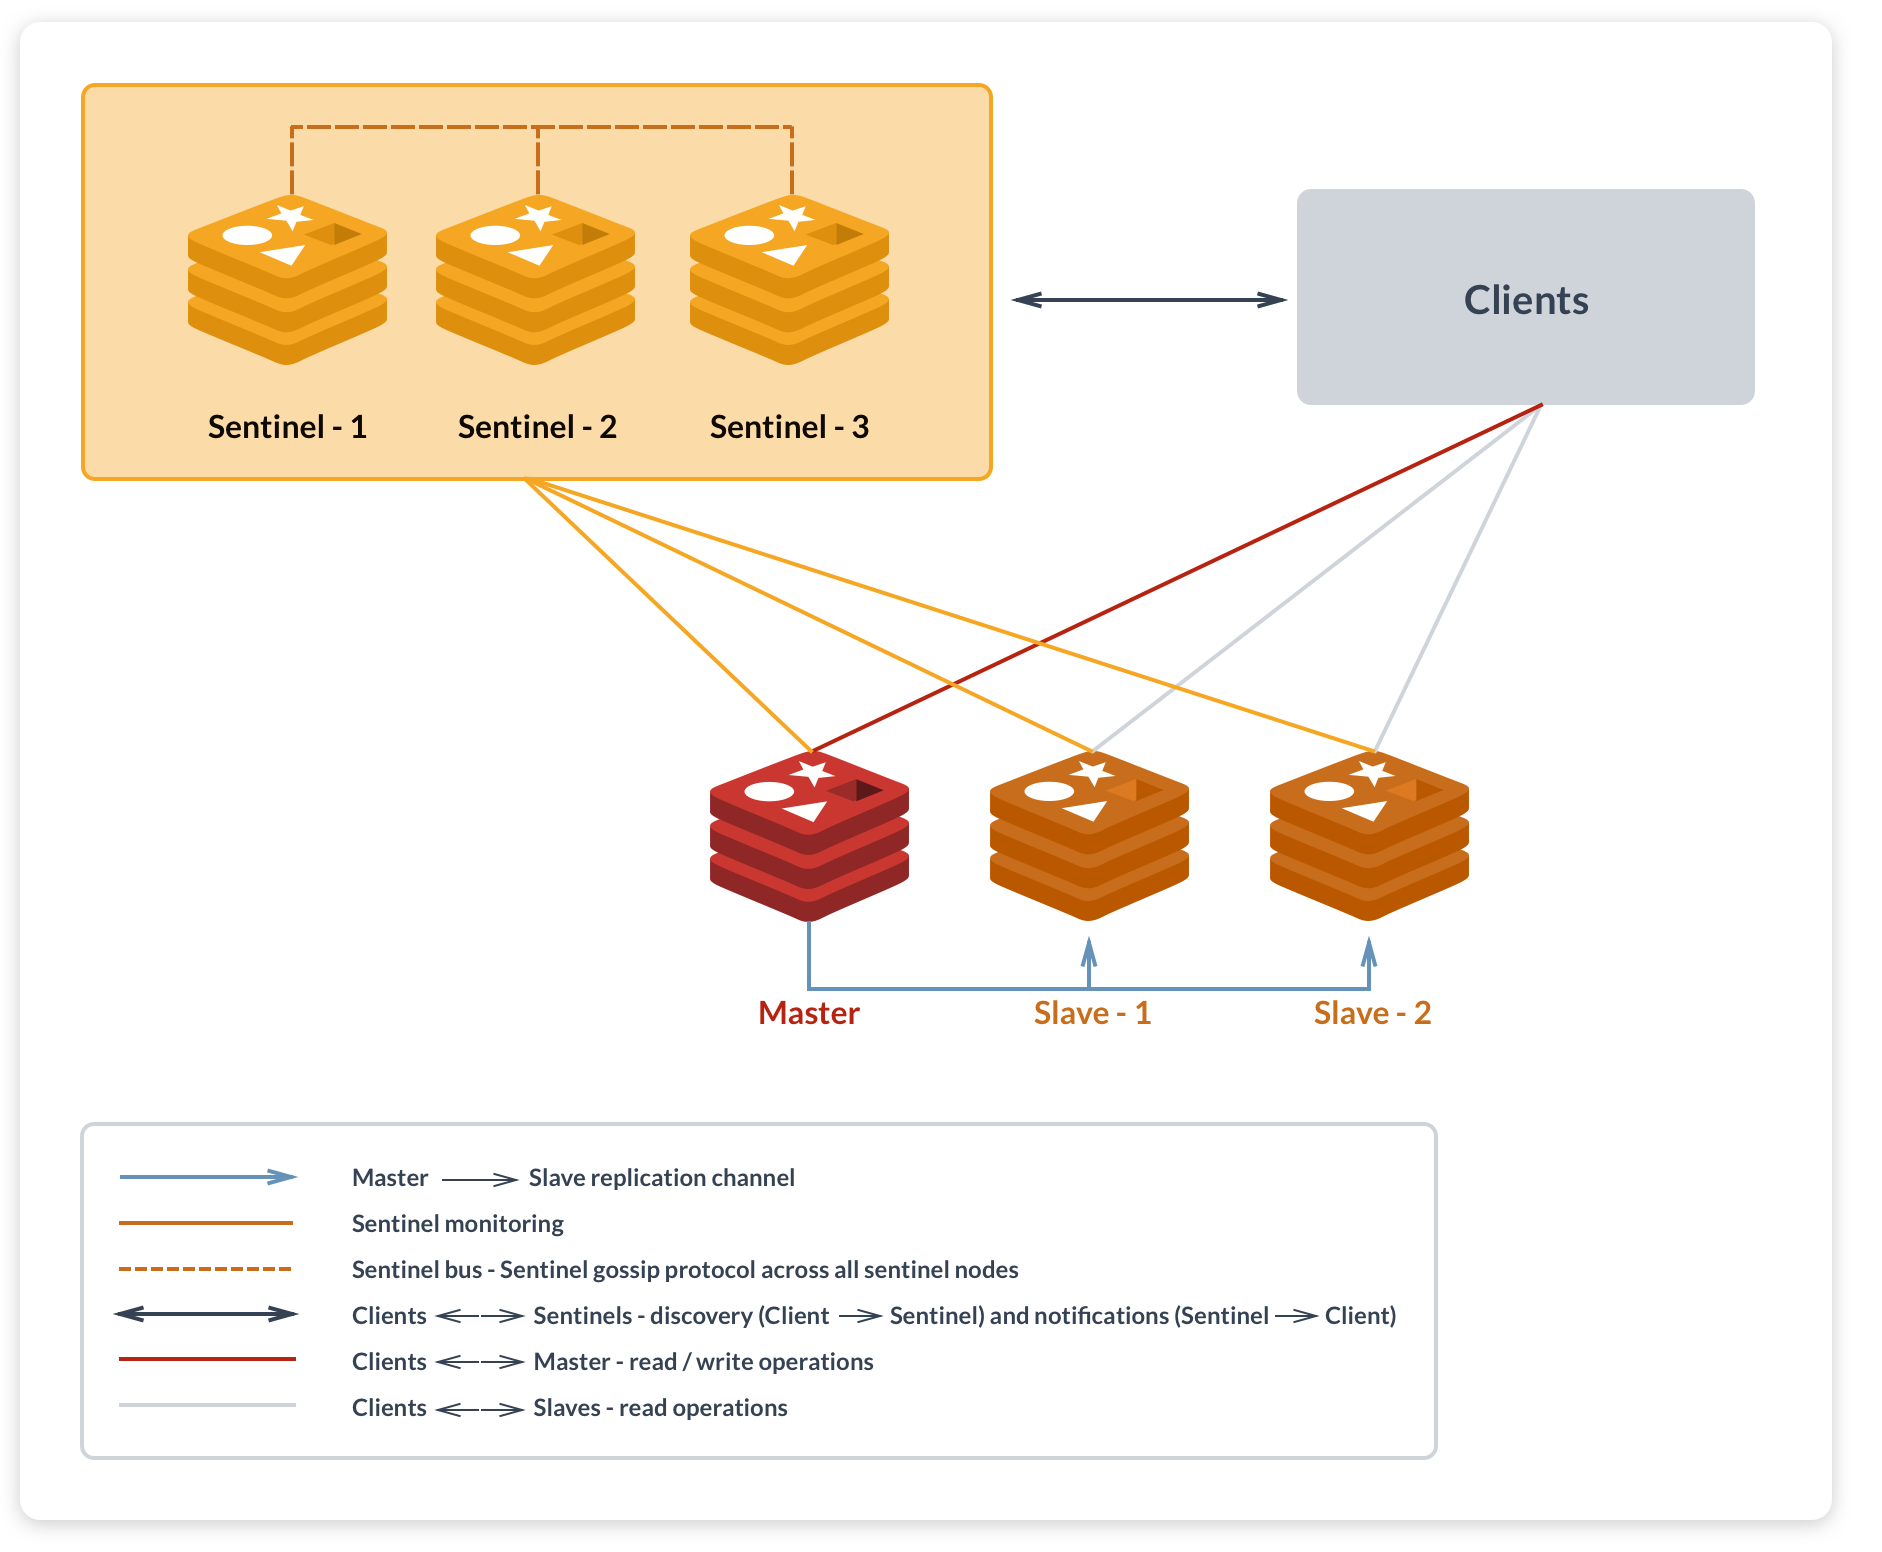 Clients
Sentinel - 1
Sentinel - 2
Sentinel - 3
Master
Slave - 1
Slave - 2
Master Slave replication channel
Sentinel monitoring
Sentinel bus - Sentinel gossip protocol across all sentinel nodes
Clients Sentinels - discovery (Client Sentinel) and notifications (Sentinel Client)
Clients Master - read / write operations
Clients Slaves - read operations